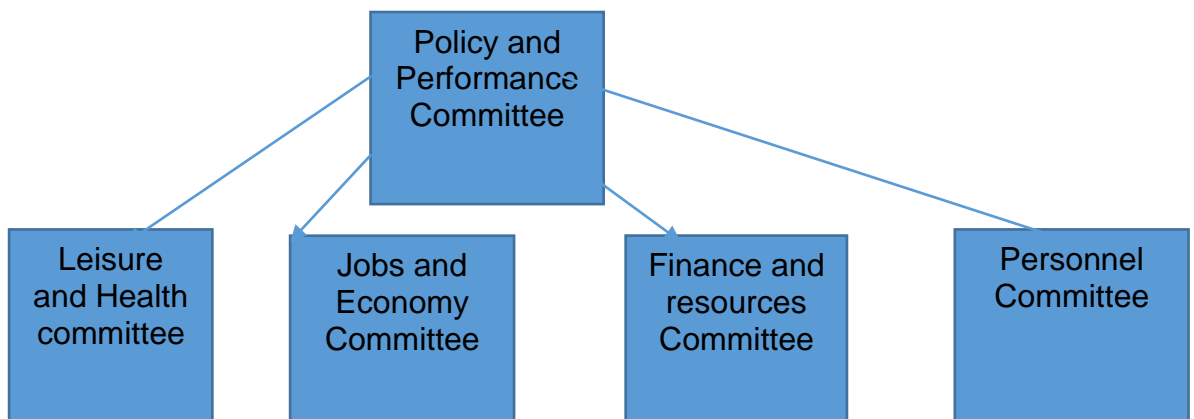 Policy and
Performance
Committee
Leisure
and Health
committee
Jobs and
Economy
Committee
Finance and
resources
Committee
Personnel
Committee